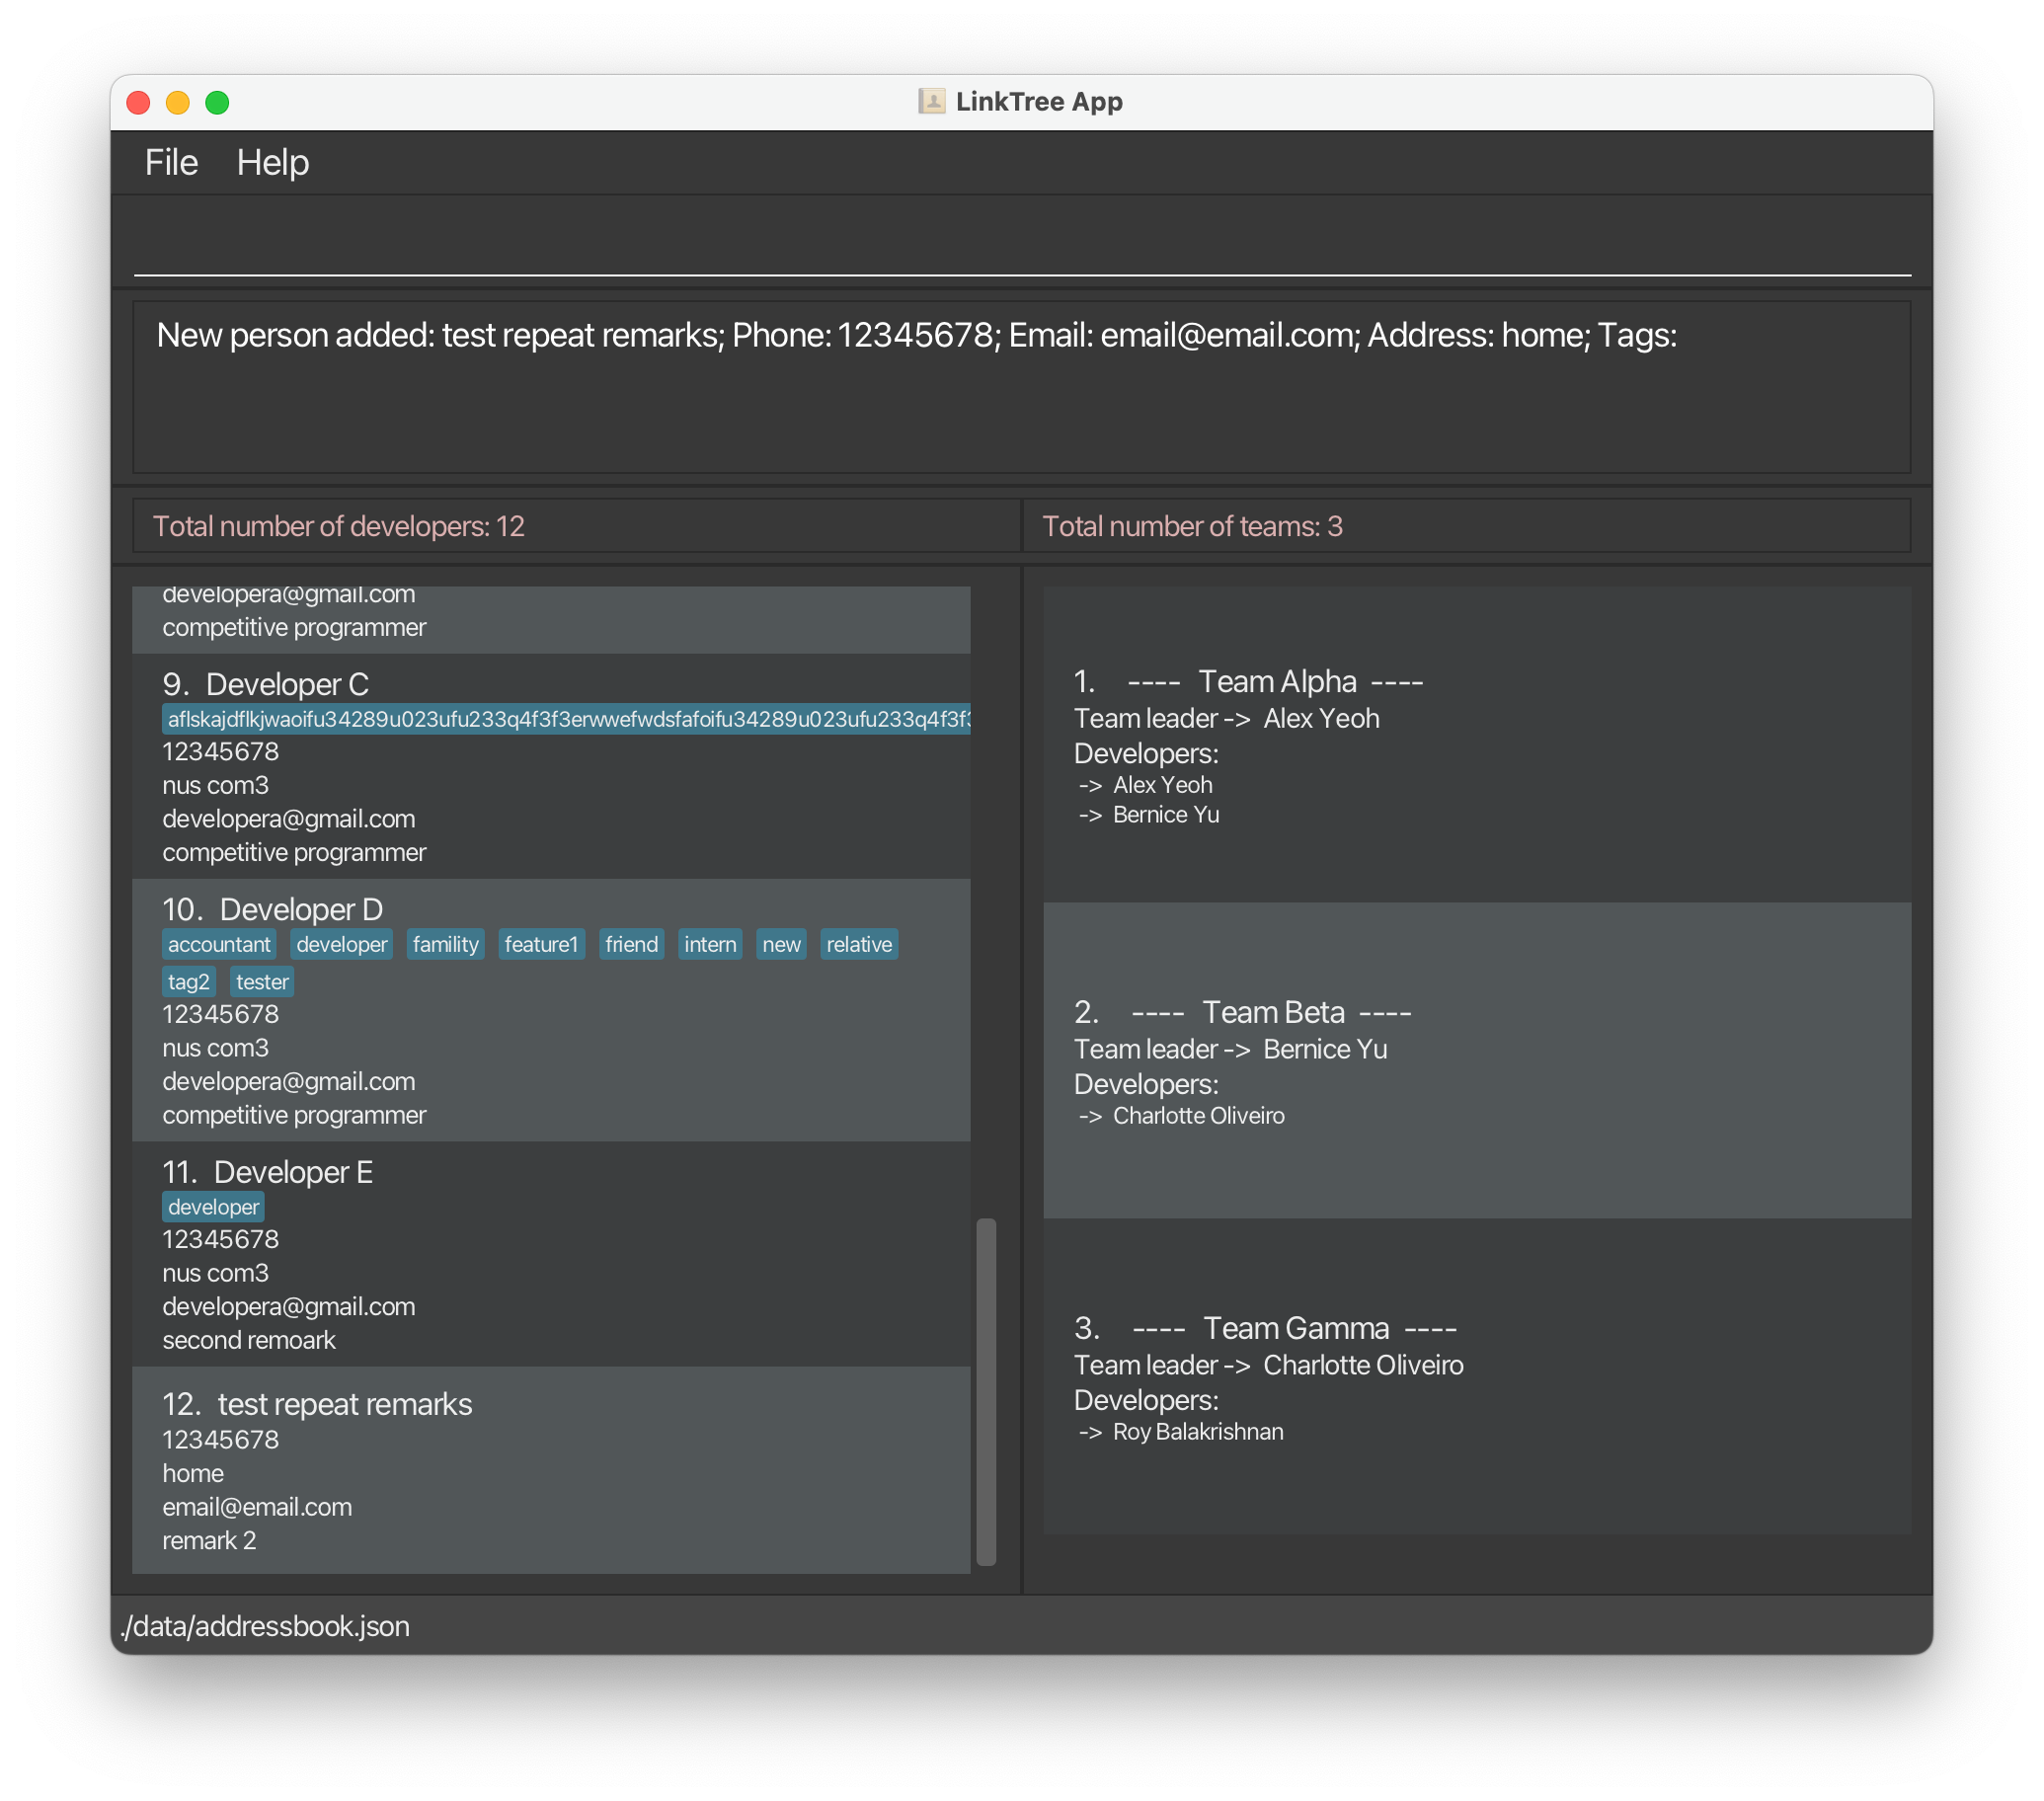 LinkTree App
File Help
New person added: test repeat remarks; Phone: 12345678; Email: email@email.com; Address: home; Tags:
Total number of developers: 12
Total number of teams: 3
developera@gmail.com
competitive programmer
9. Developer C
aflskajdflkjwaoifu34289u023ufu233q4f3f3erwwefwdsfafoifu34289u023ufu233q4f3f3
12345678
nus com3
developera@gmail.com
competitive programmer
10. Developer D
accountant developer famility feature1 friend intern new relative
tag2 tester
12345678
nus com3
developera@gmail.com
competitive programmer
11. Developer E
developer
12345678
nus com3
developera@gmail.com
second remoark
12. test repeat remarks
12345678
home
email@email.com
remark 2
1. ---- Team Alpha ----
Team leader -> Alex Yeoh
Developers:
-> Alex Yeoh
-> Bernice Yu
2. ---- Team Beta ----
Team leader -> Bernice Yu
Developers:
-> Charlotte Oliveiro
3. ---- Team Gamma ----
Team leader -> Charlotte Oliveiro
Developers:
-> Roy Balakrishnan
./data/addressbook.json